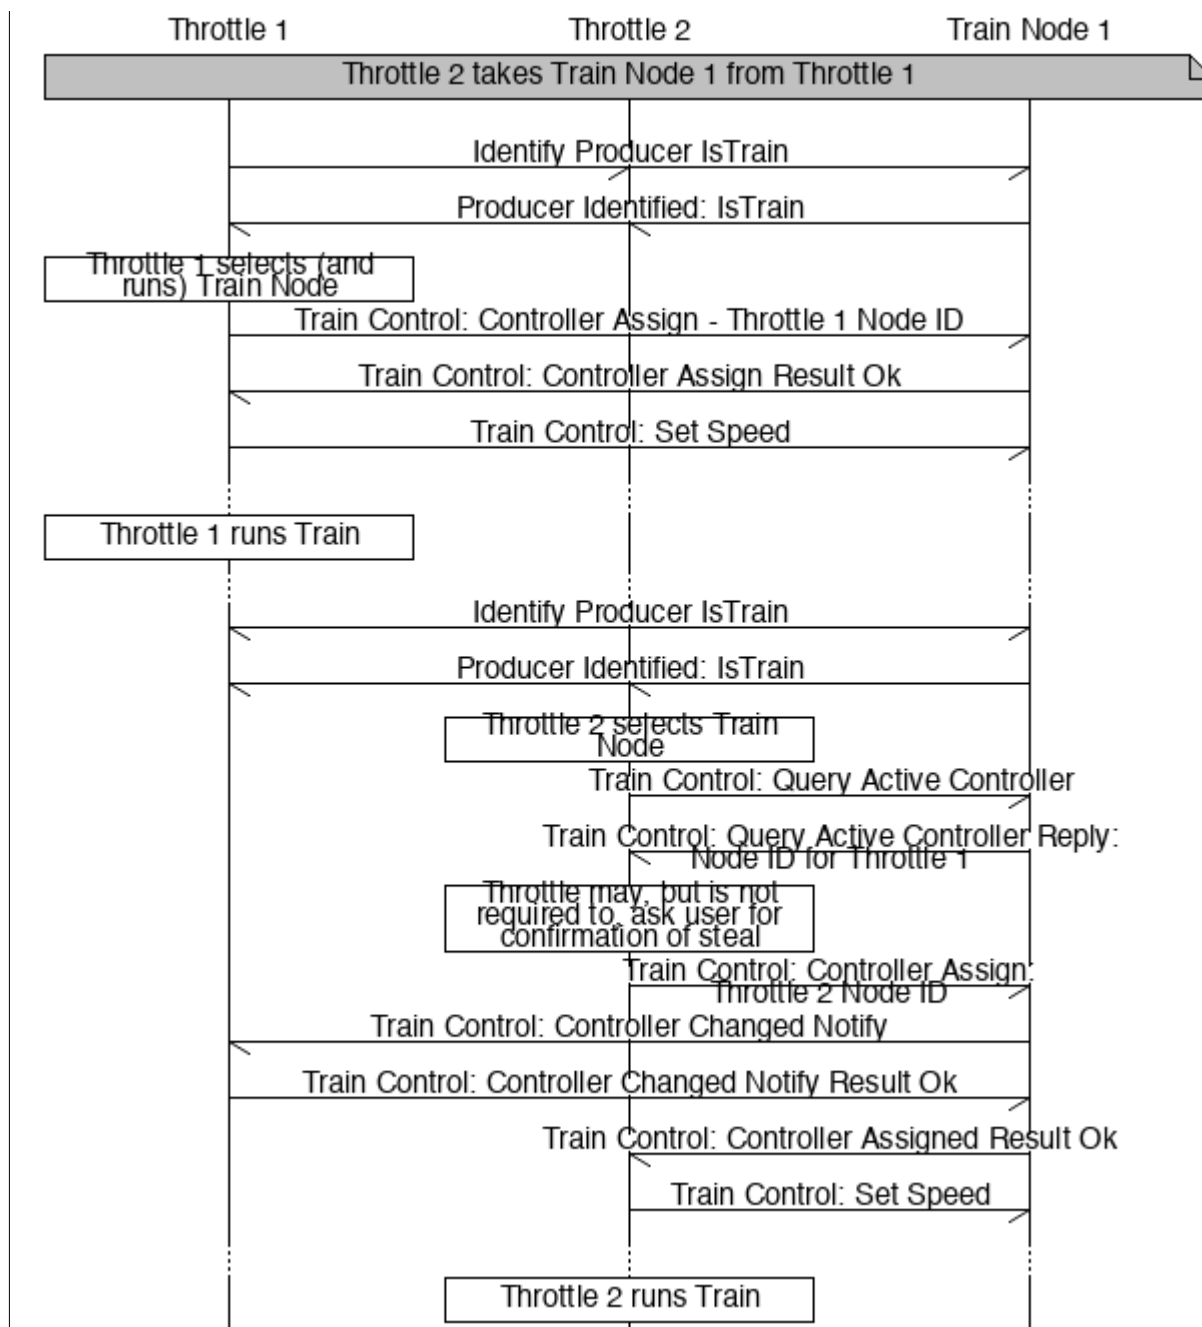 Throttle 1
Throttle 2
Train Node 1
Throttle 2 takes Train Node 1 from Throttle 1
Identify Producer IsTrain
Producer Identified: IsTrain
Throttle 1 selects (and
runs) Train Node
Train Control: Controller Assign - Throttle 1 Node ID
Train Control: Controller Assign Result Ok
Train Control: Set Speed
Throttle 1 runs Train
Identify Producer IsTrain
Producer Identified: IsTrain
Throttle 2 selects Train
Node
Train Control: Query Active Controller
Train Control: Query Active Controller Reply:
Node ID for Throttle 1
Throttle may, but is not
required to, ask user for
confirmation of steal
Train Control: Controller Assign:
Throttle 2 Node ID
Train Control: Controller Changed Notify
Train Control: Controller Changed Notify Result Ok
Train Control: Controller Assigned Result Ok
Train Control: Set Speed
Throttle 2 runs Train